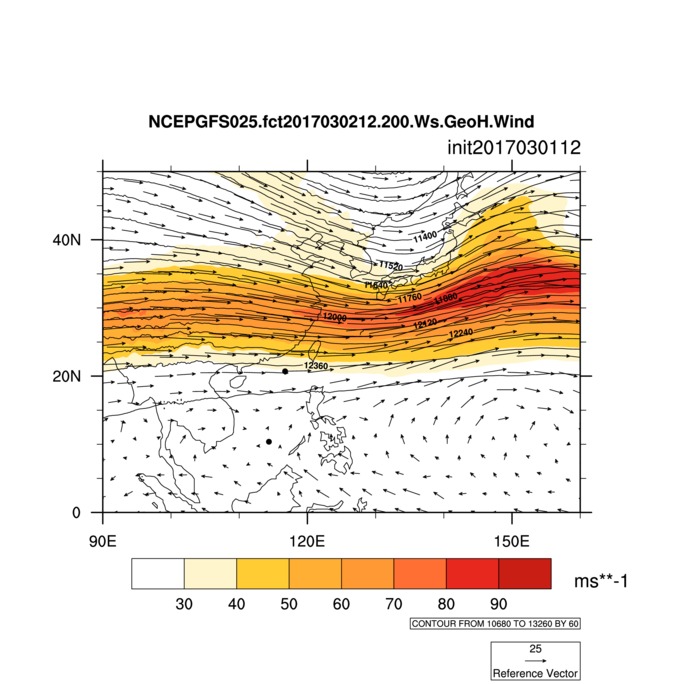 NCEPGFS025.fct2017030212.200.Ws.GeoH.Wind
init2017030112
40N
20N
0
90E 120E 150E
11400
11520
11640
11760 11880
12000
12120
12240
12360
30 40 50 60 70 80 90
ms**-1
CONTOUR FROM 10680 TO 13260 BY 60
25
Reference Vector